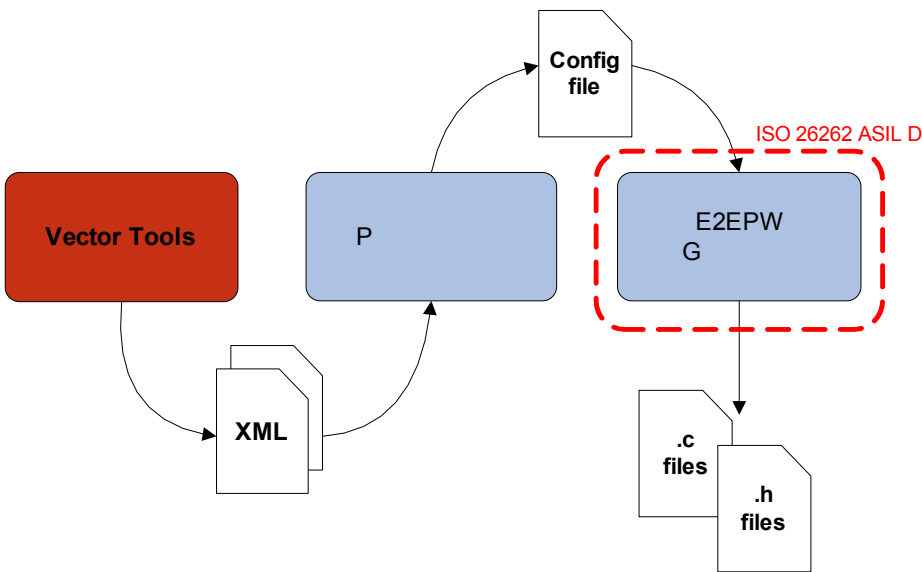 Config
file
ISO 26262 ASIL D
Vector Tools
P
E2EPW
G
XML
.c
files
.h
files